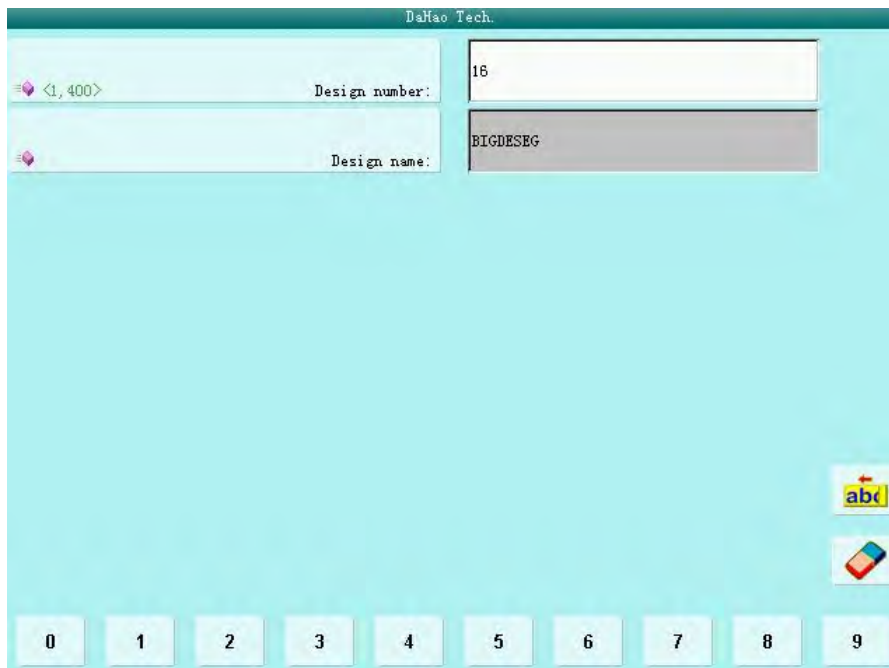 DaHao Tech.
<1,400> Design number: 16
Design name: BIGDESEG
abc
0 1 2 3 4 5 6 7 8 9